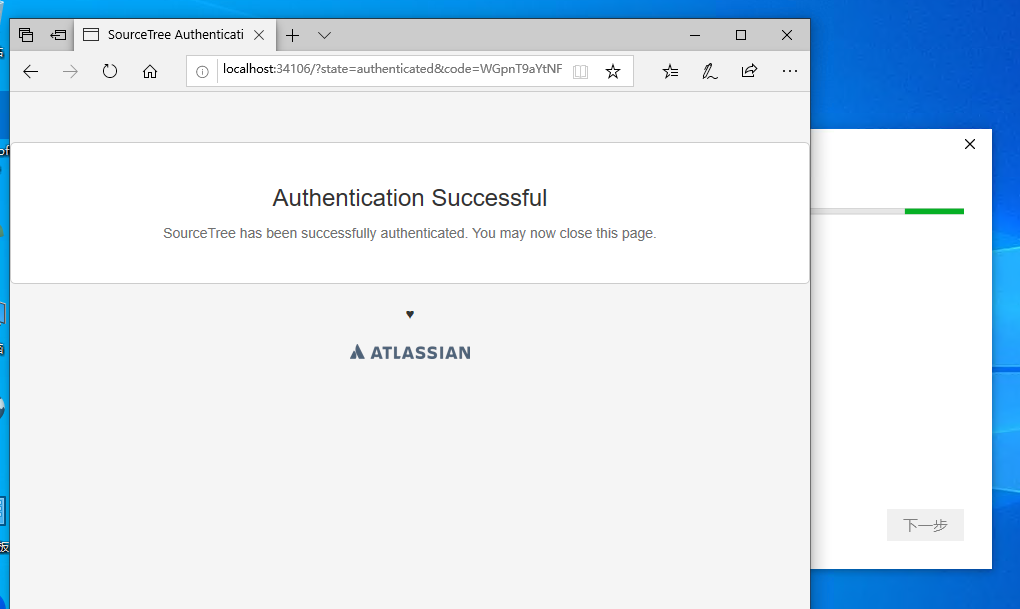 SourceTree Authenticati
localhost:34106/?state=authenticated&code=WGpnT9aYtNF
Authentication Successful
SourceTree has been successfully authenticated. You may now close this page.
♥
ATLASSIAN
下一步